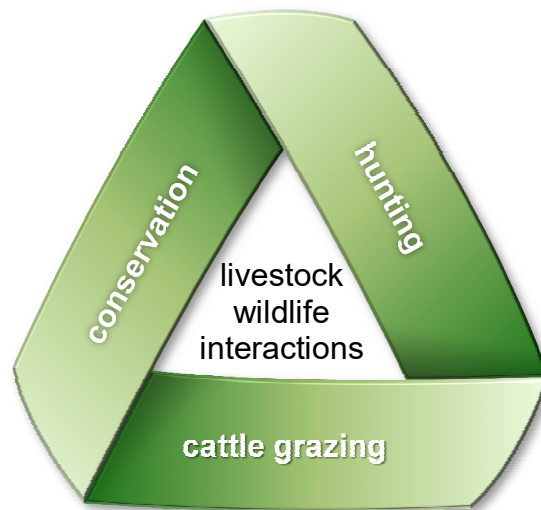 conservation
hunting
livestock
wildlife
interactions
cattle grazing